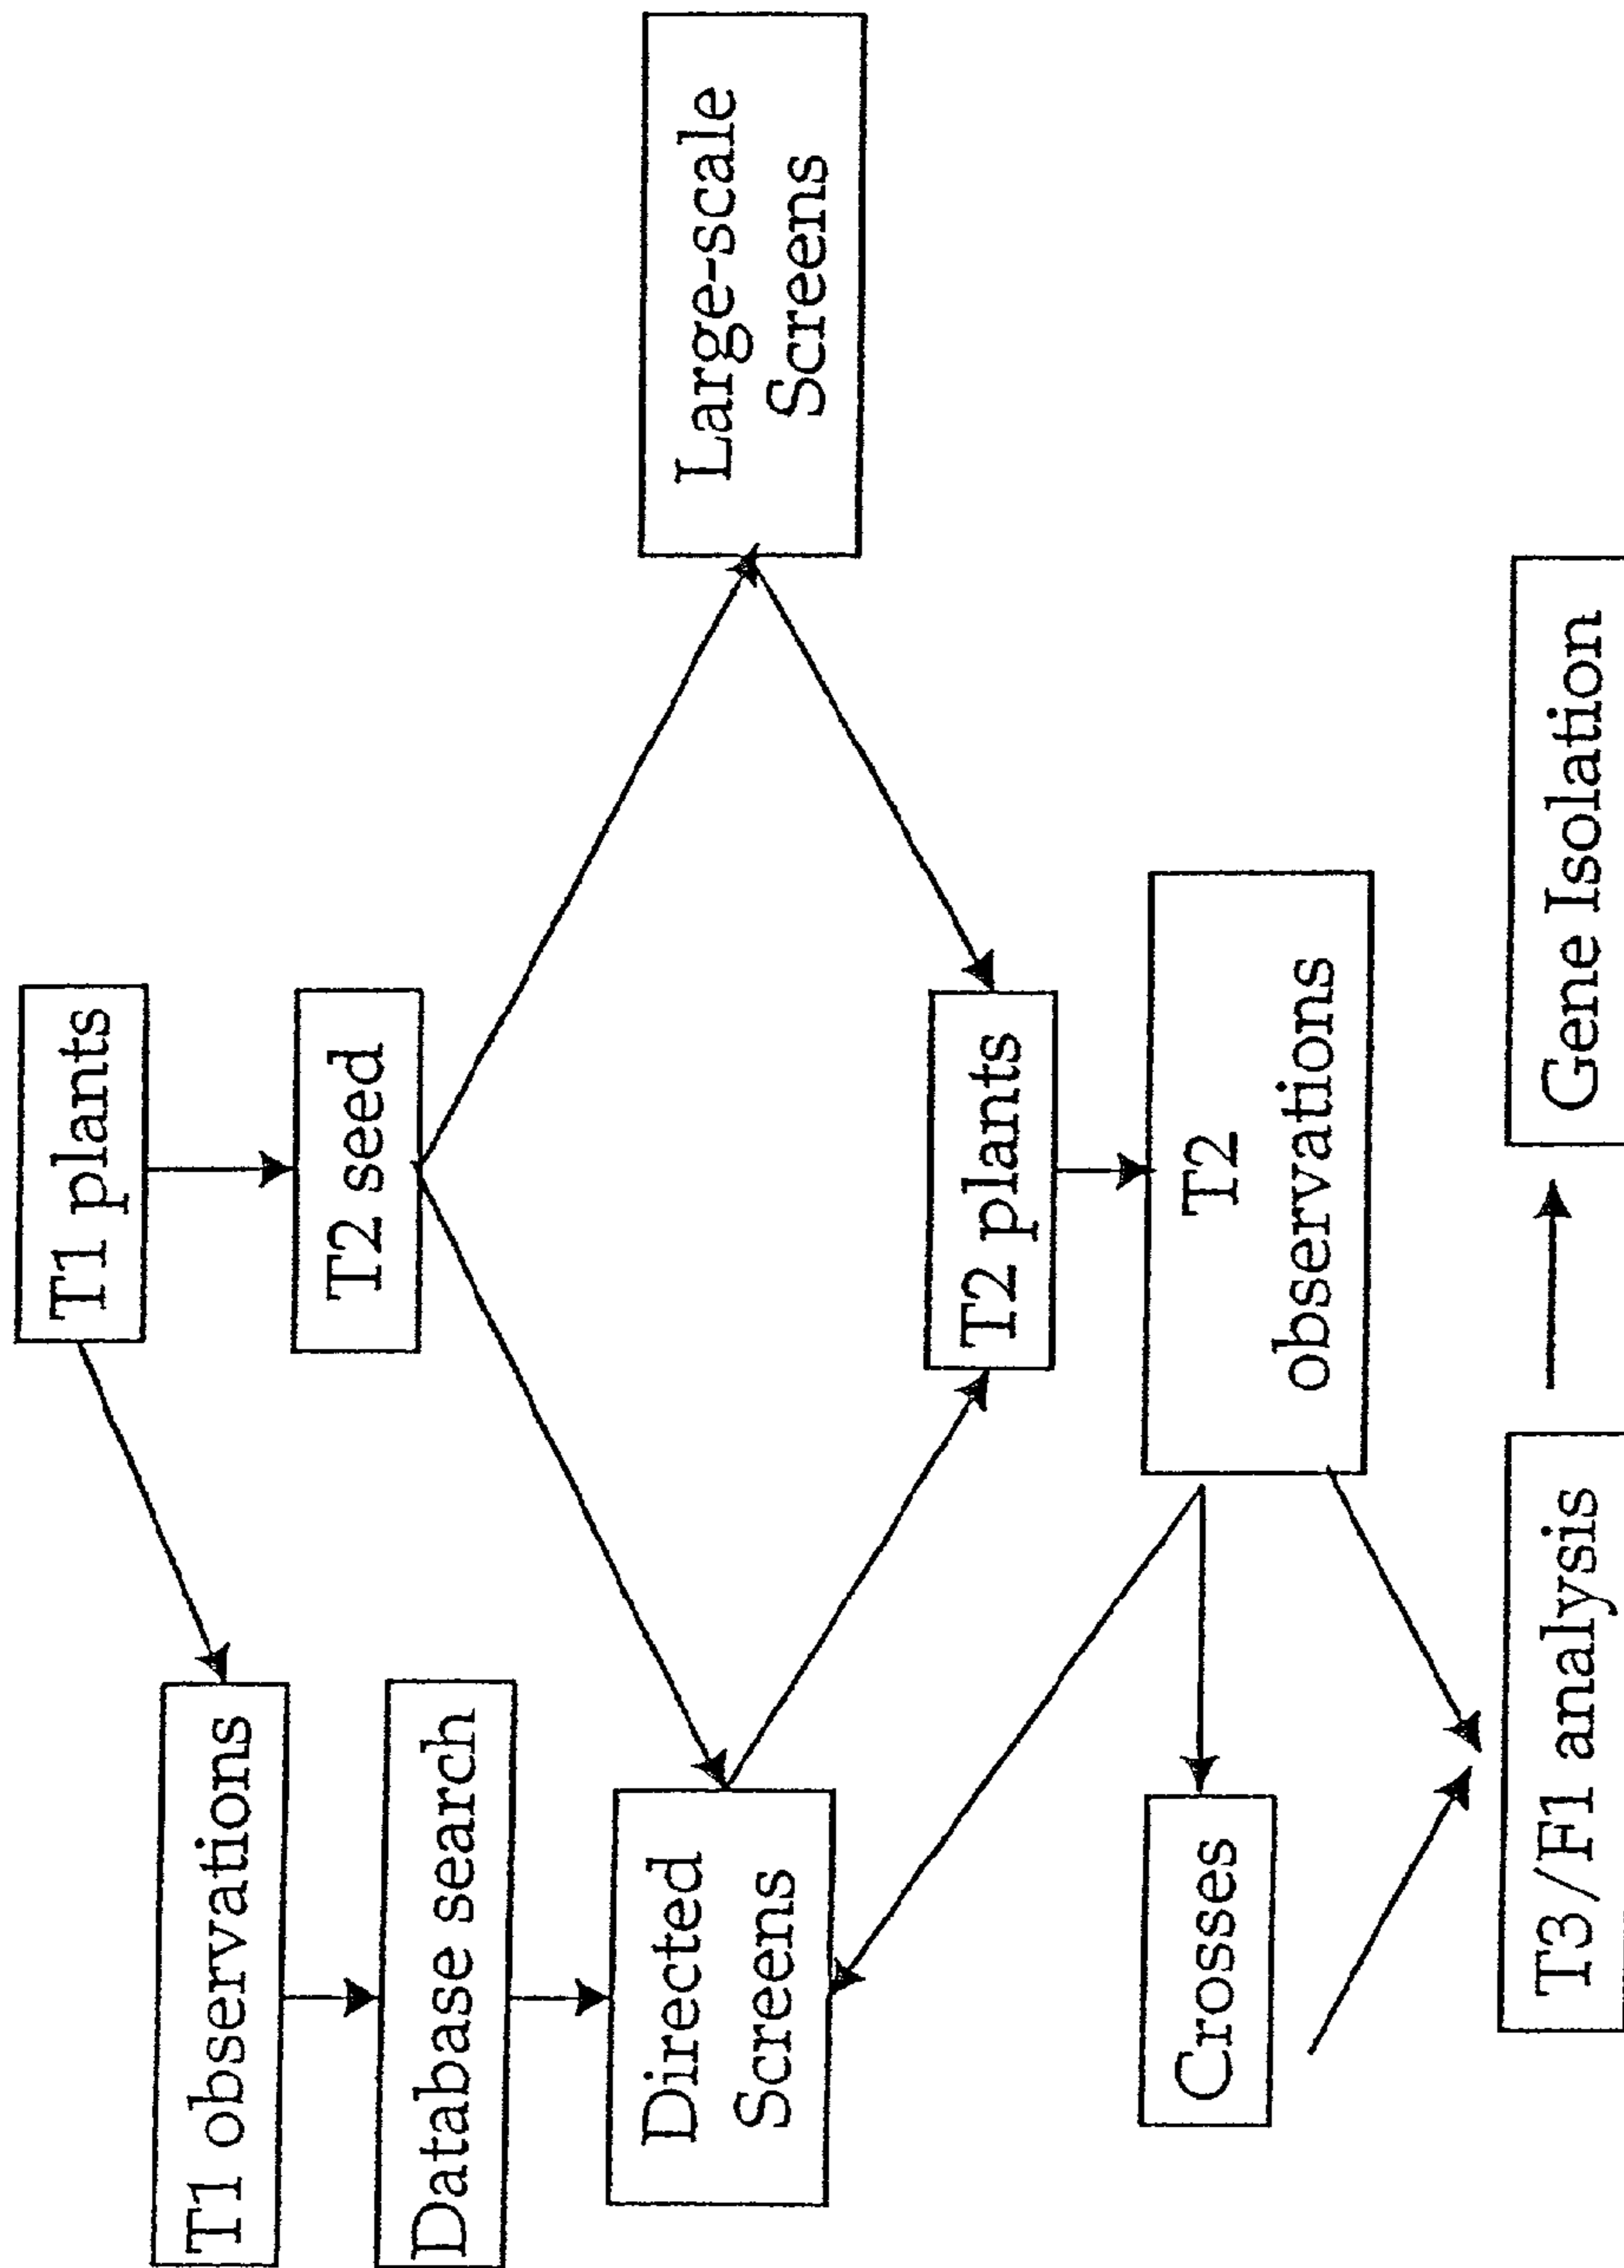 T1 plants
T1 observations
T2 seed
Database search
Directed
Screens
Large-scale
Screens
T2 plants
T2
observations
Crosses
T3/F1 analysis
Gene Isolation